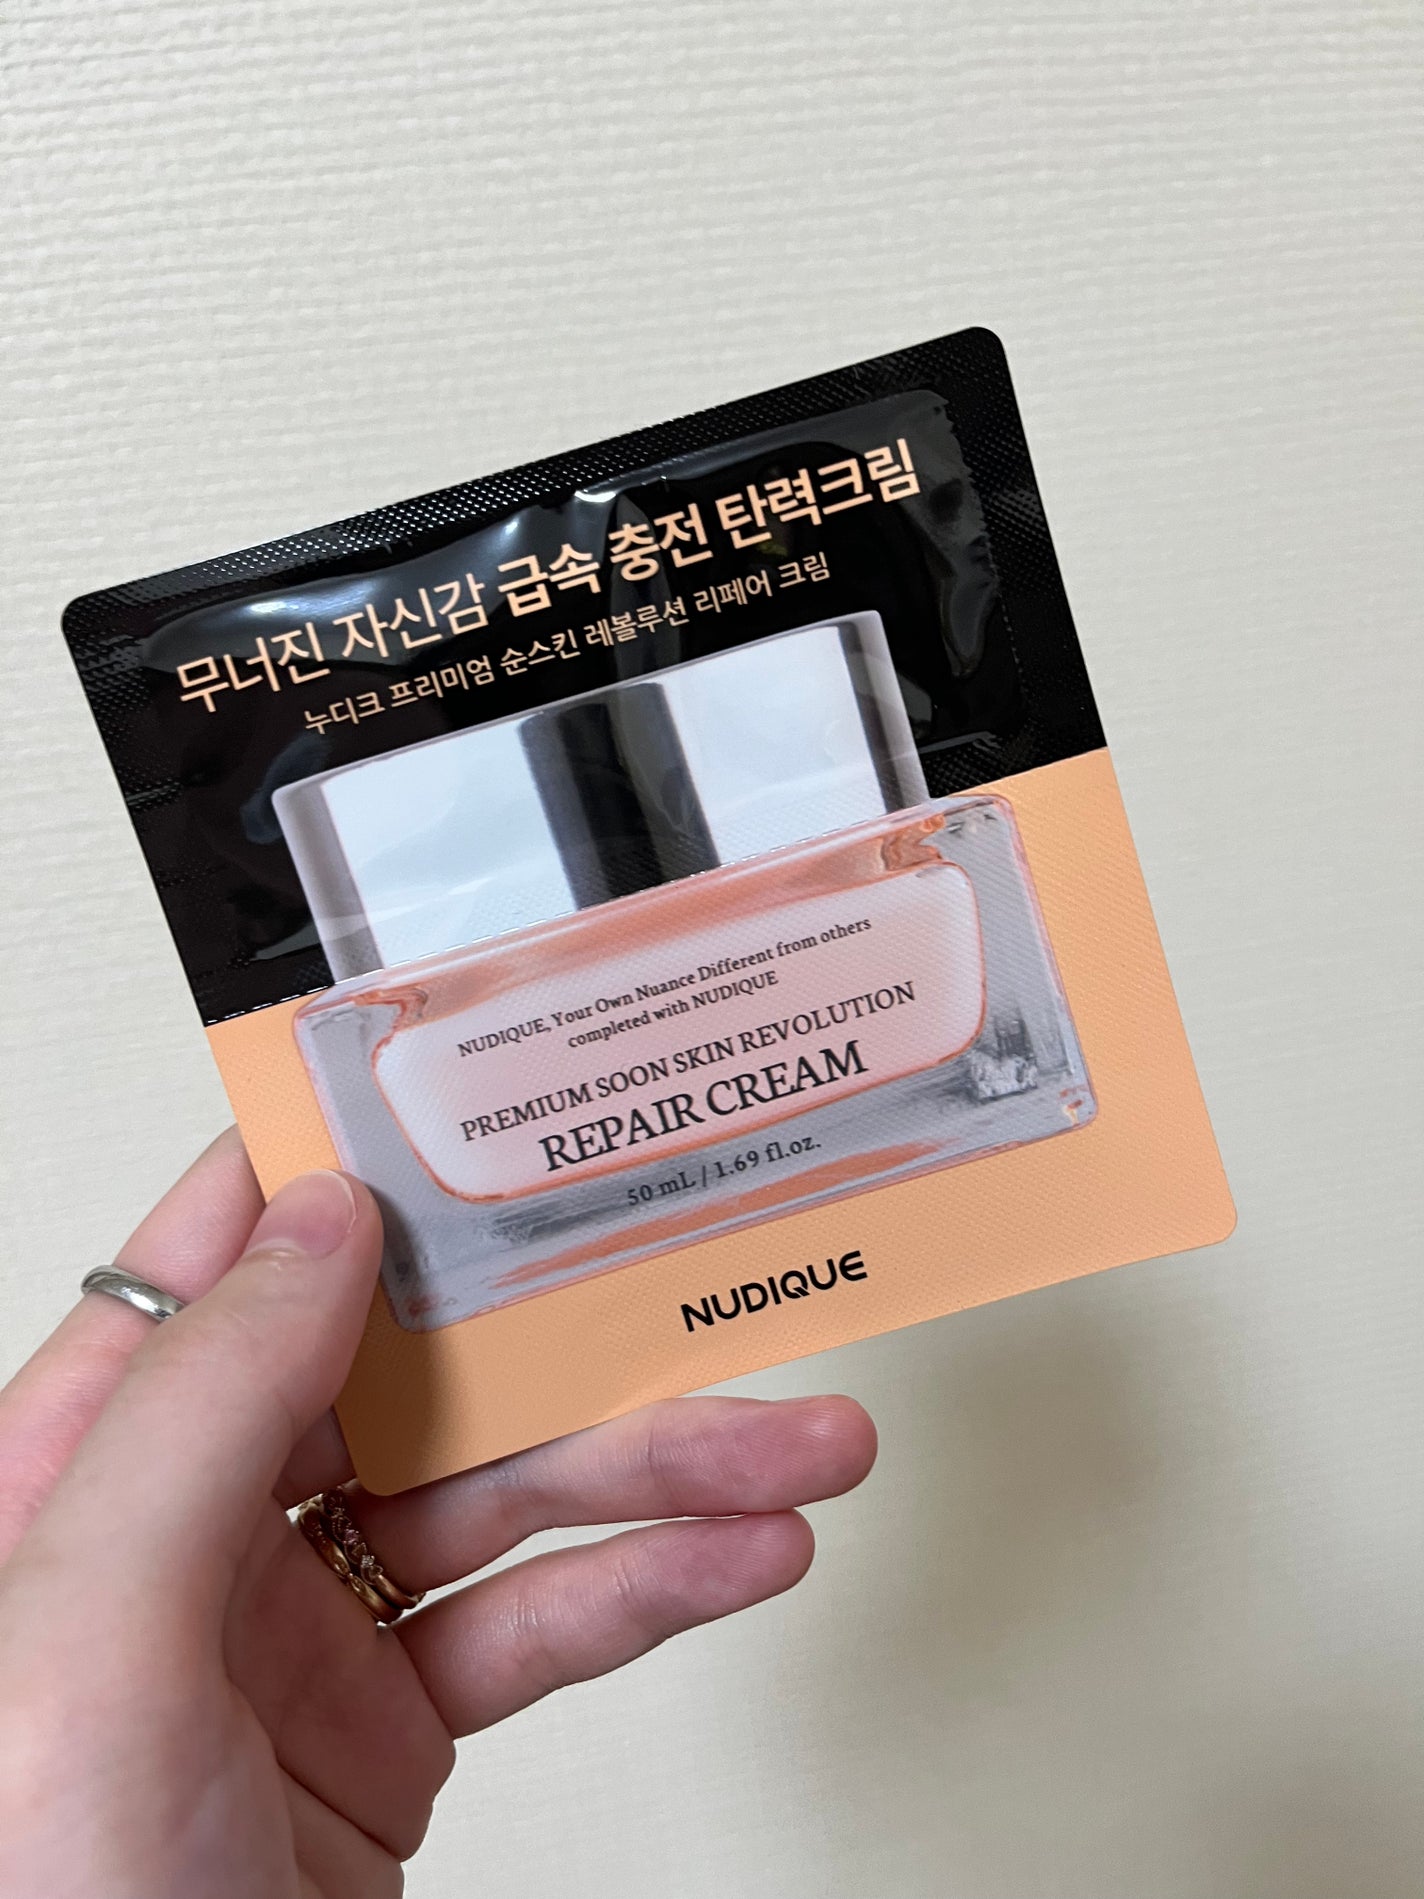 무너진 자신감 급속 충전 탄력크림
누디크 프리미엄 순스킨 레볼루션 리페어 크림
NUDIQUE, Your Own Nuance Different from others
completed with NUDIQUE
PREMIUM SOON SKIN REVOLUTION
REPAIR CREAM
50 mL / 1.69 fl.oz.
NUDIQUE